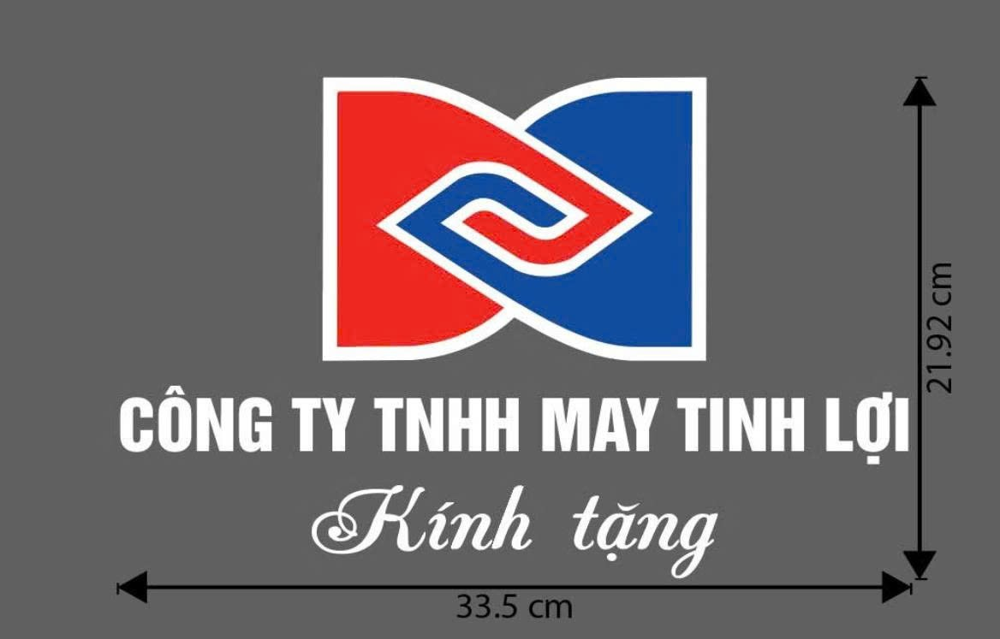 CÔNG TY TNHH MAY TINH LỢI
Kính tặng
21.92 cm
33.5 cm